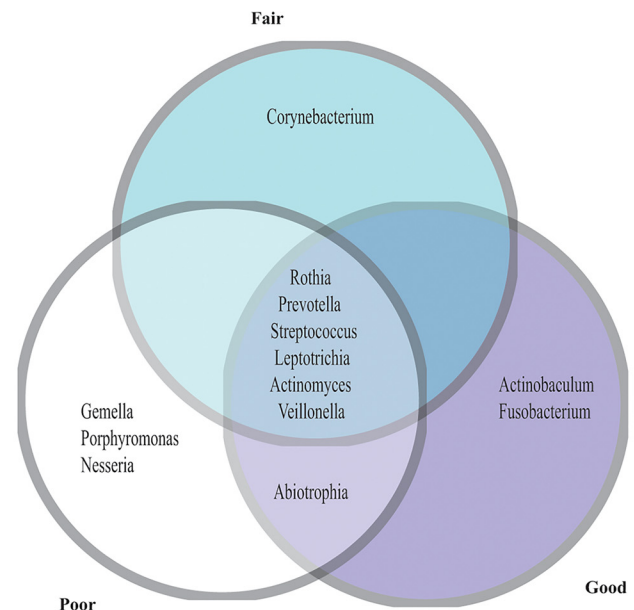 Fair
Corynebacterium
Rothia
Prevotella
Streptococcus
Leptotrichia
Actinomyces
Veillonella
Actinobaculum
Fusobacterium
Gemella
Porphyromonas
Nesseria
Abiotrophia
Good
Poor